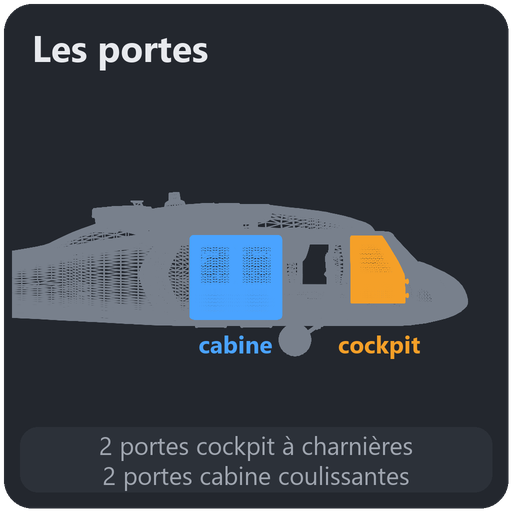 Les portes
cabine
cockpit
2 portes cockpit à charnières
2 portes cabine coulissantes